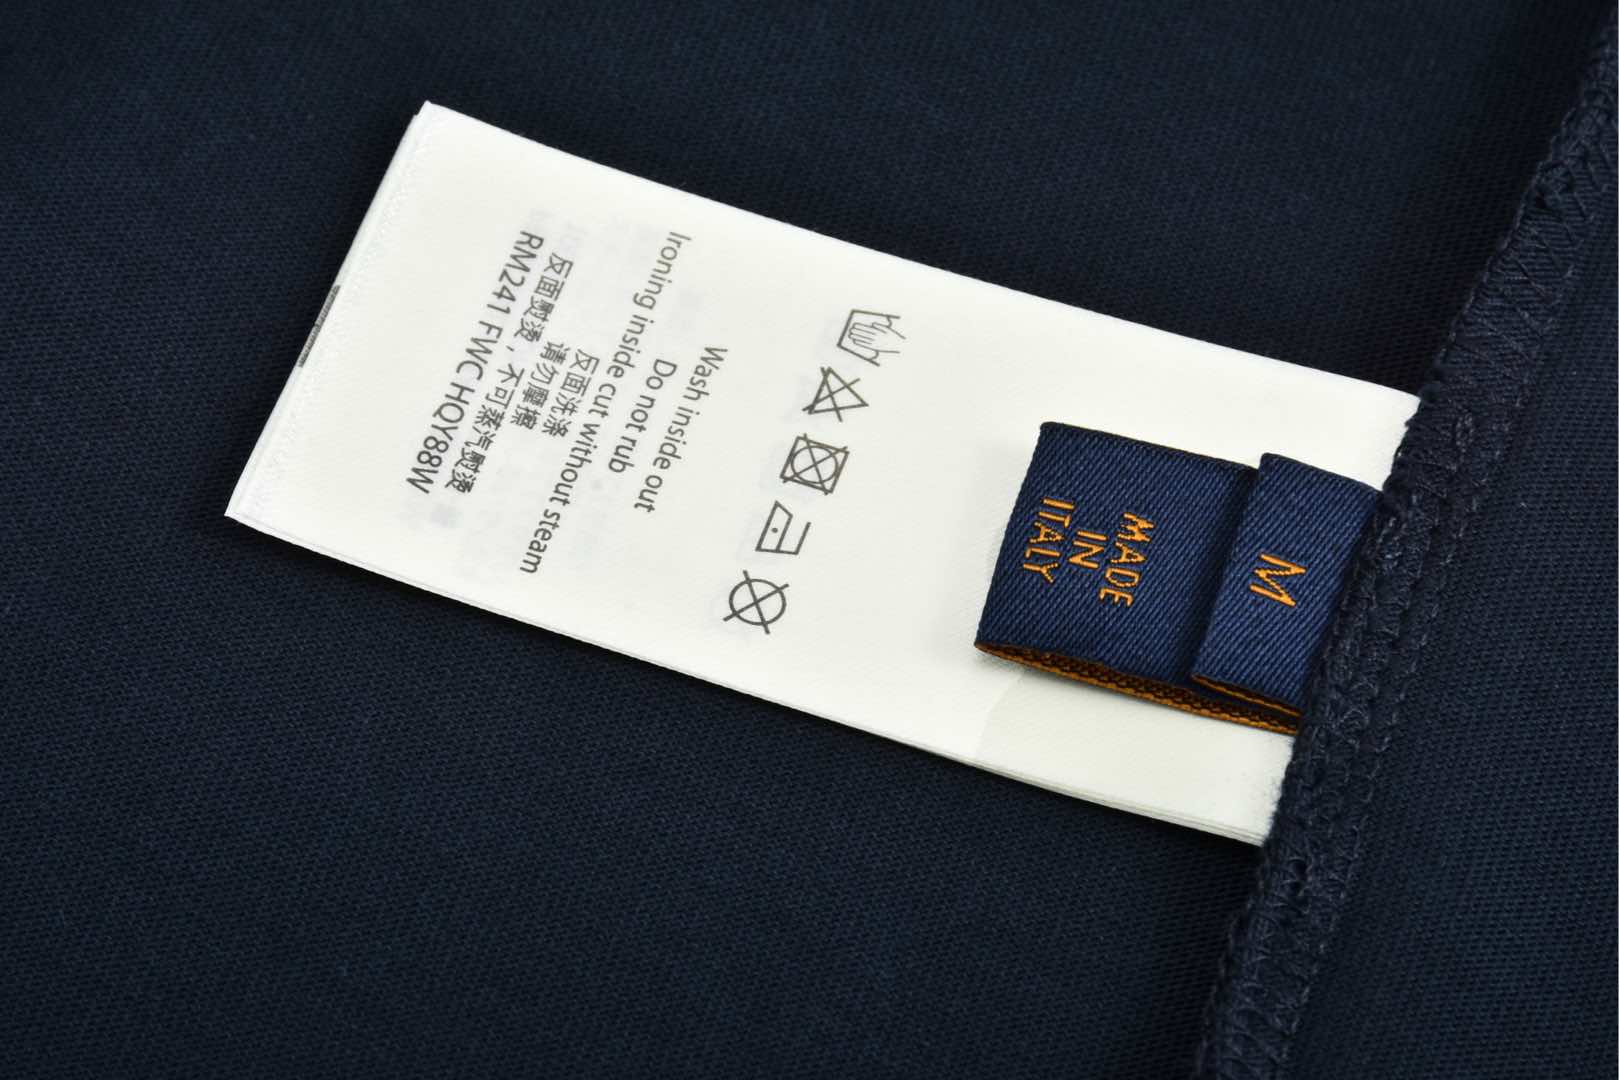 Wash inside out
Do not rub
Ironing inside cut without steam
反面洗涤
请勿摩擦
反面熨烫，不可蒸汽熨烫
RM241 FWC HQY88W
MADE
IN
ITALY
M